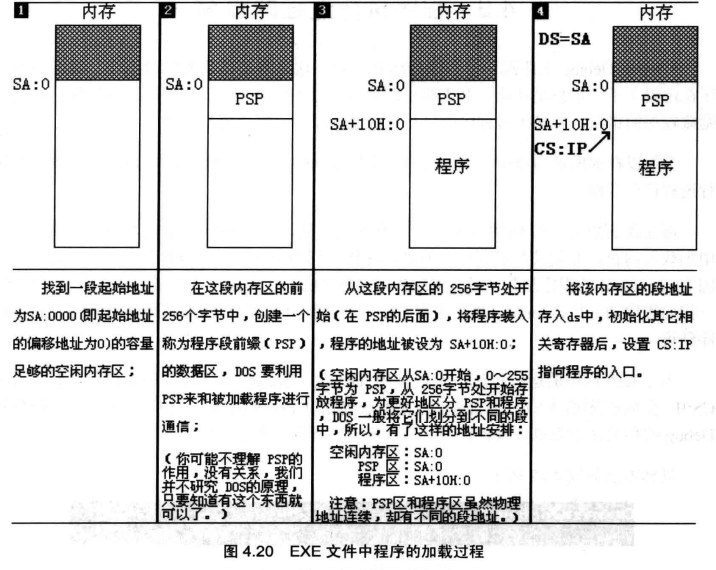 1 内存
SA:0
找到一段起始地址
为SA:0000(即起始地址
的偏移地址为0)的容量
足够的空闲内存区；
2 内存
SA:0
PSP
在这段内存区的前
256个字节中，创建一个
称为程序段前缀（PSP）
的数据区，DOS 要利用
PSP来和被加载程序进行
通信；
（你可能不理解 PSP的
作用，没有关系，我们
并不研究 DOS的原理，
只要知道有这个东西就
可以了。）
3 内存
SA:0
PSP
SA+10H:0
程序
从这段内存区的 256字节处开
始（在 PSP的后面），将程序装入
，程序的地址被设为 SA+10H:0；
（空闲内存区从SA:0开始，0～255
字节为 PSP，从 256字节处开始存
放程序，为更好地区分 PSP和程序
，DOS 一般将它们划分到不同的段
中，所以，有了这样的地址安排：
空闲内存区：SA:0
PSP 区：SA:0
程序区：SA+10H:0
注意：PSP区和程序区虽然物理
地址连续，却有不同的段地址。）
4 内存
DS=SA
SA:0
PSP
SA+10H:0
CS:IP
程序
将该内存区的段地址
存入ds中，初始化其它相
关寄存器后，设置 CS:IP
指向程序的入口。
图 4.20 EXE 文件中程序的加载过程